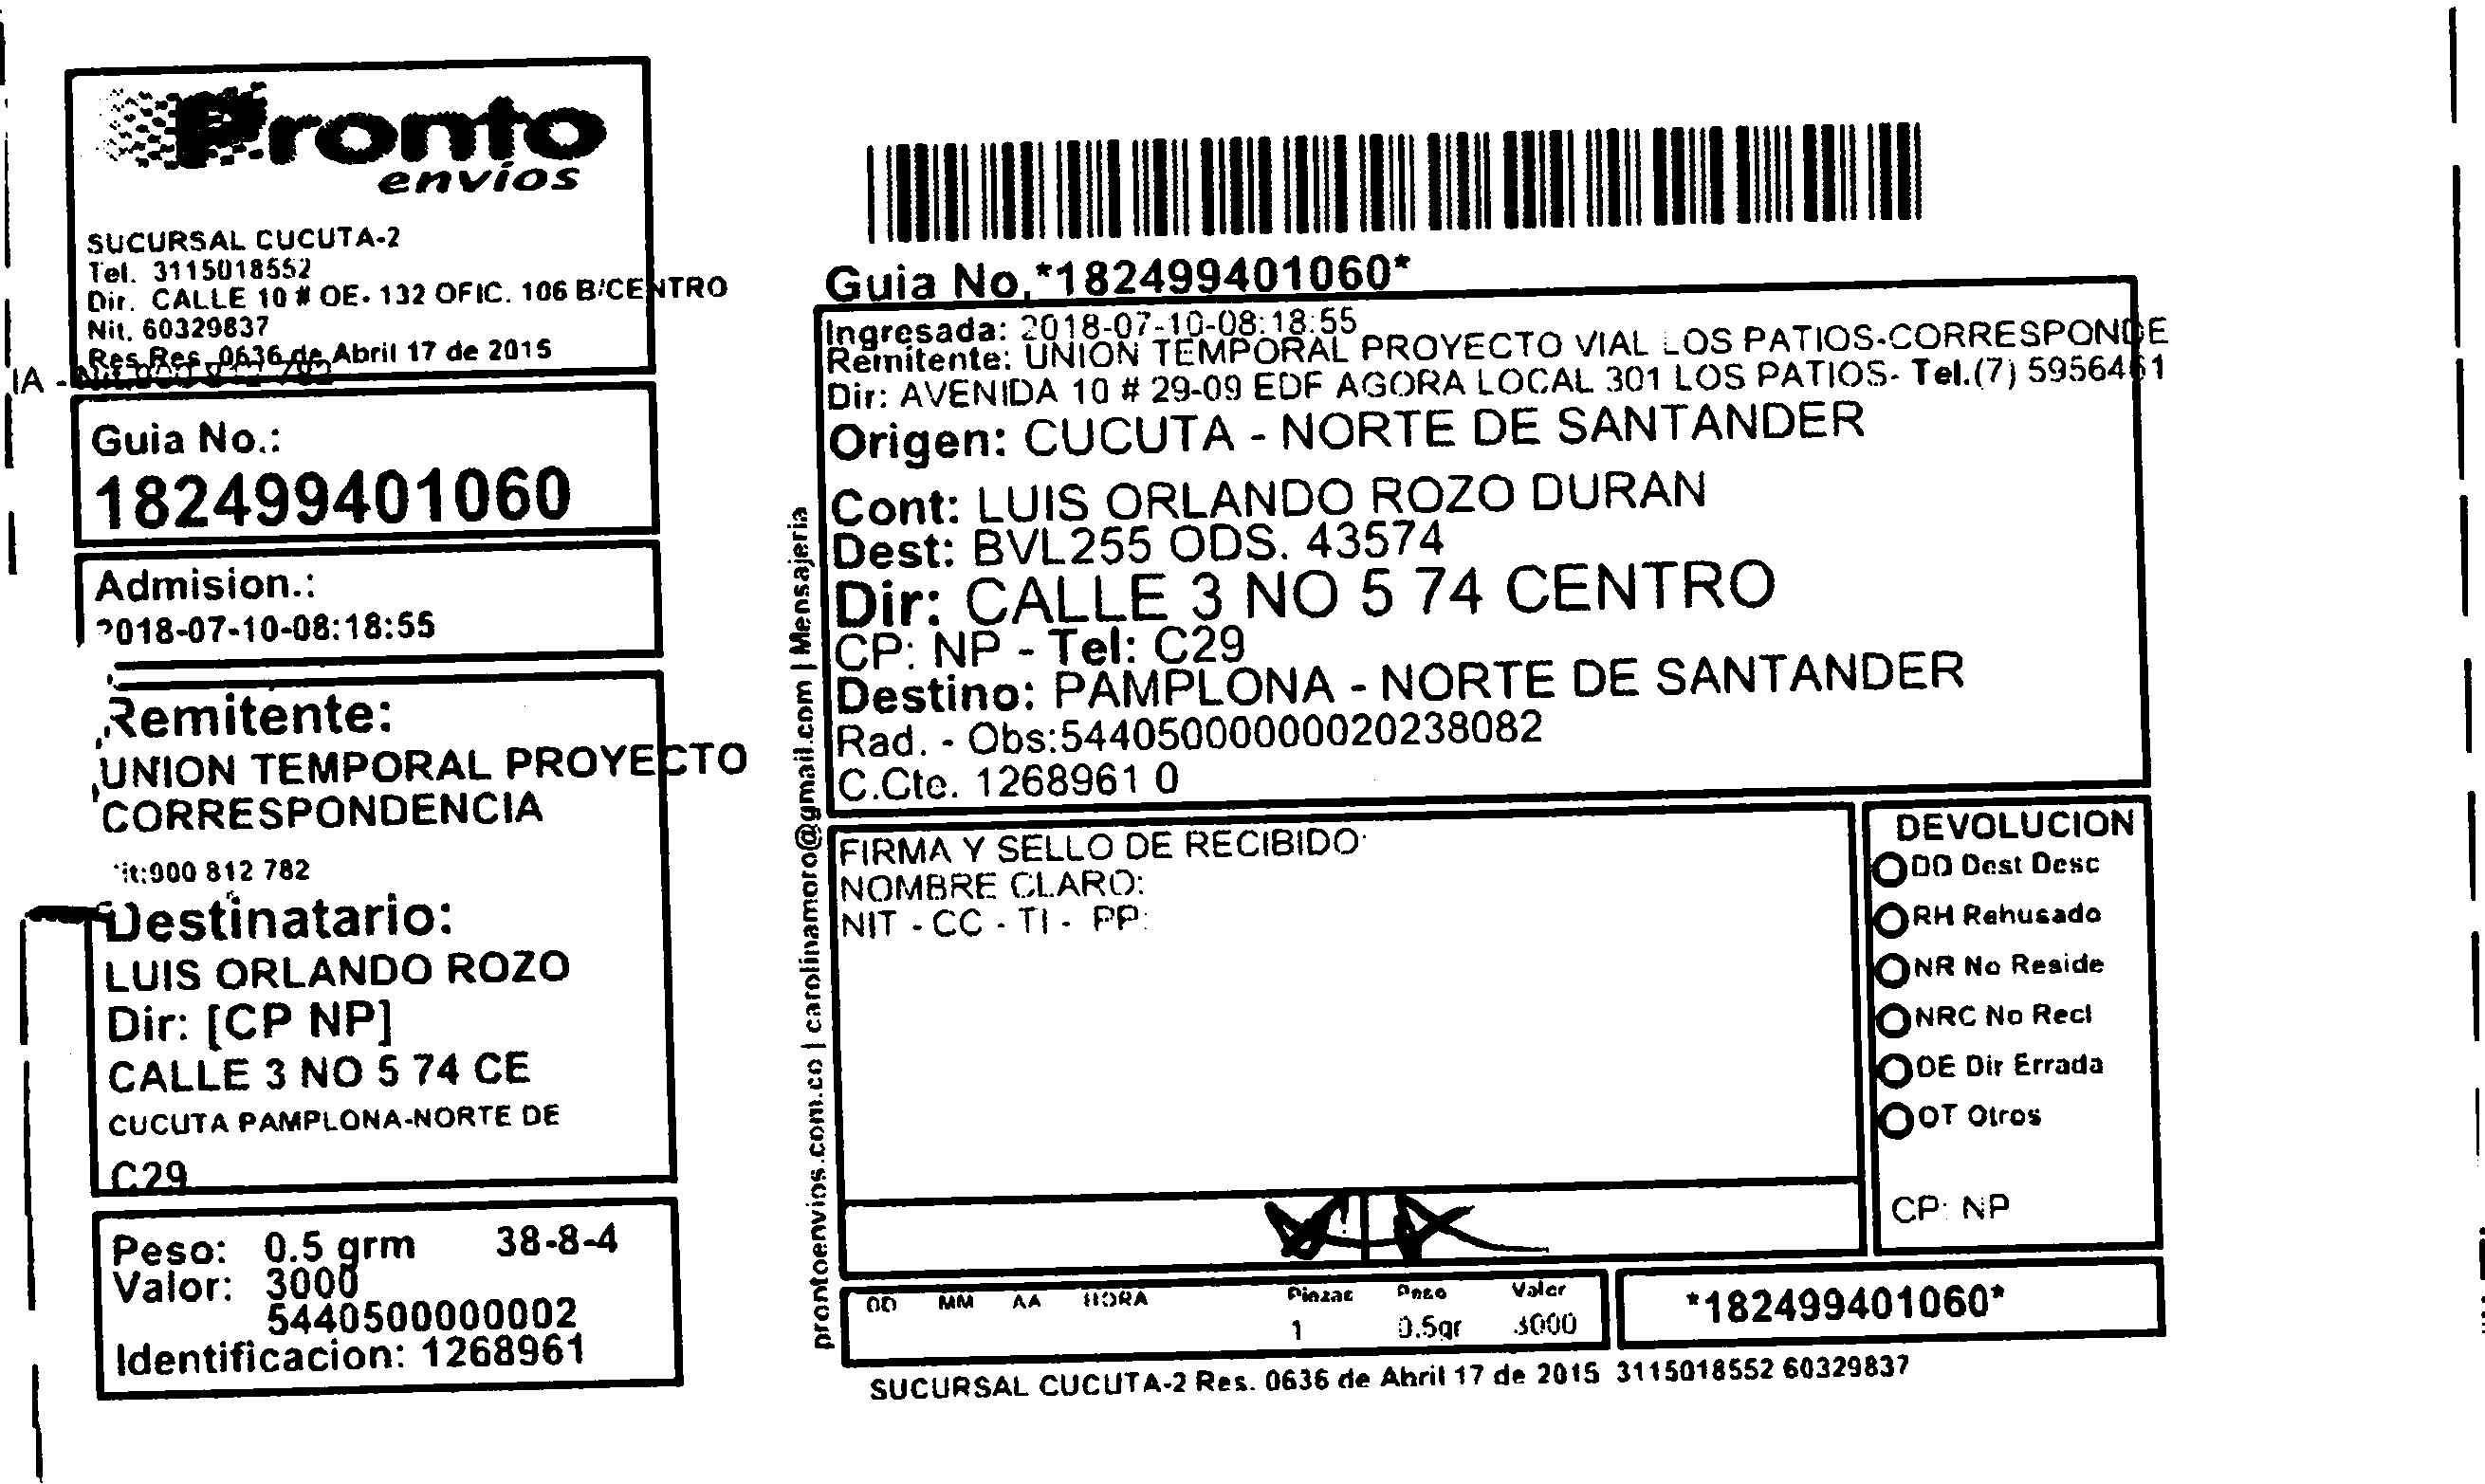 Pronto
envios
SUCURSAL CUCUTA-2
Tel. 3115018552
Dir. CALLE 10 # OE- 132 OFIC. 106 B/CENTRO
Nit. 60329837
Res Res 0636 de Abril 17 de 2015
IA -
Guia No.:
182499401060
Admision.:
2018-07-10-08:18:55
Remitente:
UNION TEMPORAL PROYECTO
CORRESPONDENCIA
it:900 812 782
Destinatario:
LUIS ORLANDO ROZO
Dir: [CP NP]
CALLE 3 NO 5 74 CE
CUCUTA PAMPLONA-NORTE DE
C29
Peso: 0.5 grm 38-8-4
Valor: 3000
5440500000002
Identificacion: 1268961
prontoenvios.com.co | carolinamoro@gmail.com | Mensajeria
Guia No.*182499401060*
Ingresada: 2018-07-10-08:18:55
Remitente: UNION TEMPORAL PROYECTO VIAL LOS PATIOS-CORRESPONDE
Dir: AVENIDA 10 # 29-09 EDF AGORA LOCAL 301 LOS PATIOS- Tel.(7) 5956461
Origen: CUCUTA - NORTE DE SANTANDER
Cont: LUIS ORLANDO ROZO DURAN
Dest: BVL255 ODS. 43574
Dir: CALLE 3 NO 5 74 CENTRO
CP: NP - Tel: C29
Destino: PAMPLONA - NORTE DE SANTANDER
Rad. - Obs:544050000000020238082
C.Cte. 1268961 0
FIRMA Y SELLO DE RECIBIDO:
NOMBRE CLARO:
NIT - CC - TI - PP:
DEVOLUCION
DD Dest Desc
RH Rehusado
NR No Reside
NRC No Recl
DE Dir Errada
OT Otros
CP: NP
DD MM AA HORA Piezas Peso Valor
1 0.5gr 3000
*182499401060*
SUCURSAL CUCUTA-2 Res. 0636 de Abril 17 de 2015 3115018552 60329837